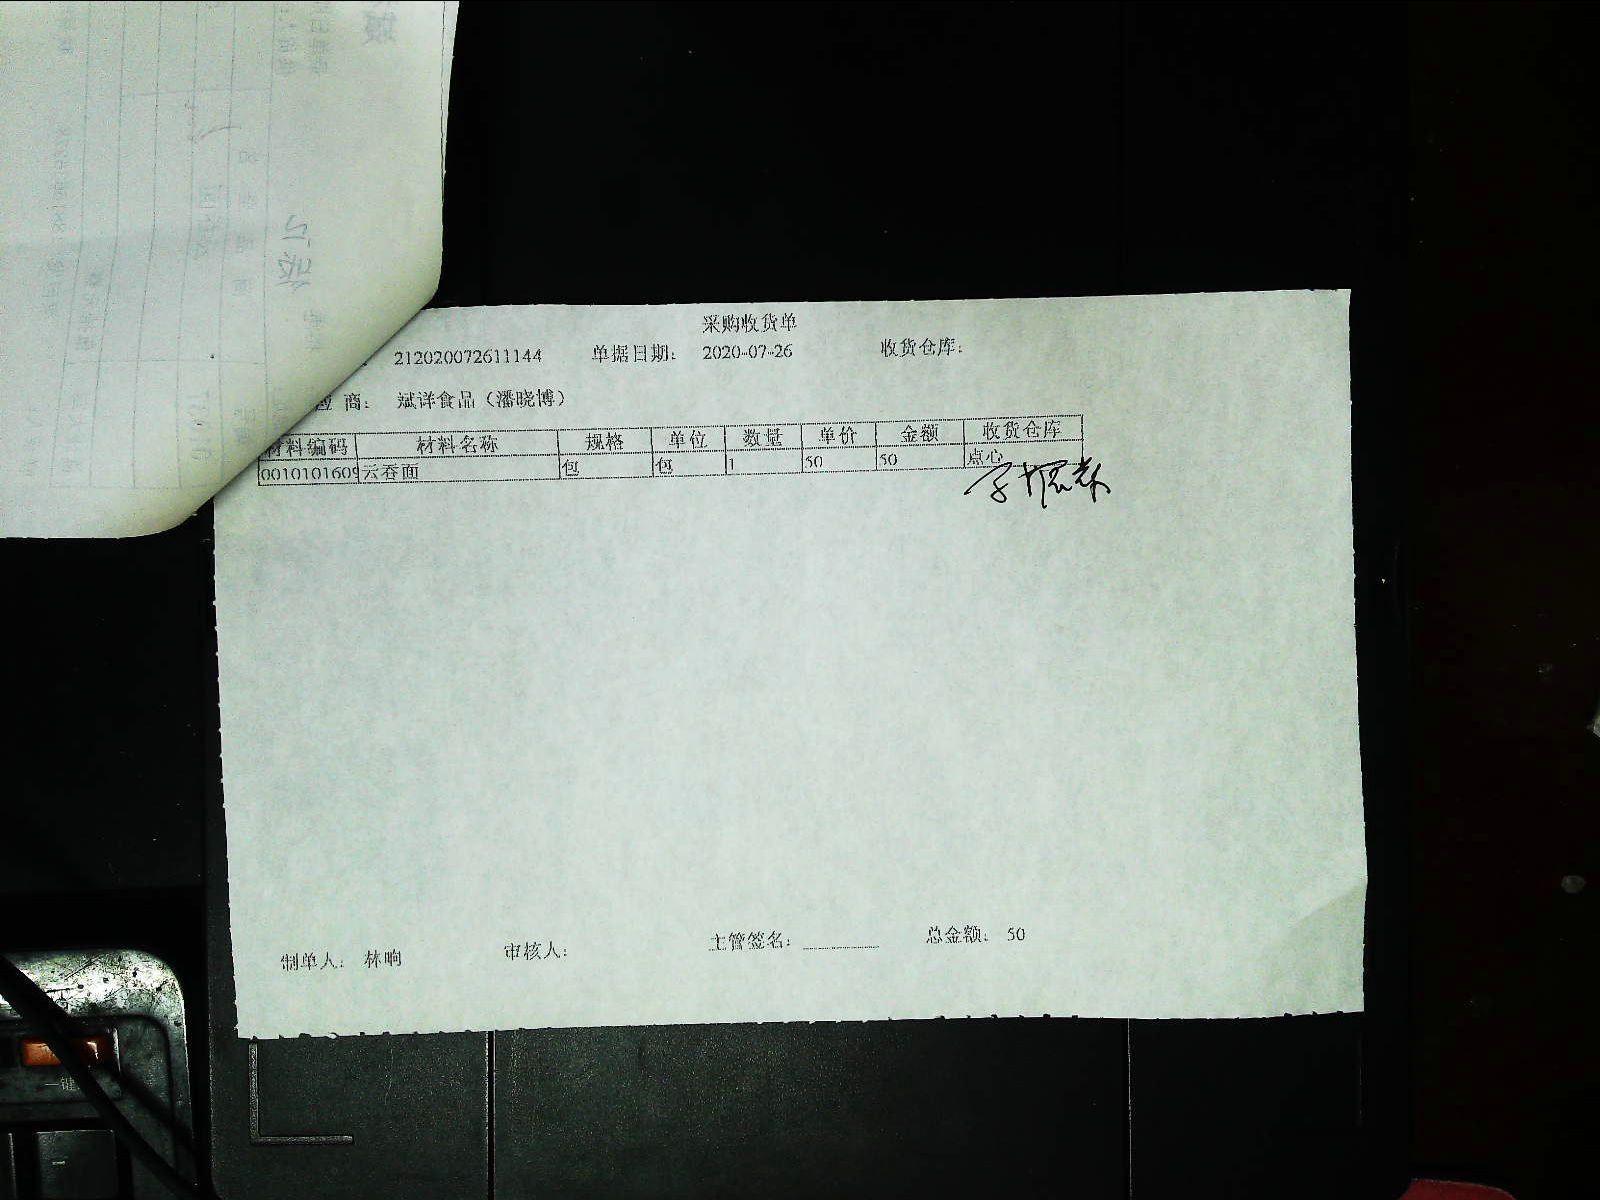 采购收货单
212020072611144 单据日期: 2020-07-26 收货仓库:
应 商: 斌详食品（潘晓博）
材料编码 材料名称 规格 单位 数量 单价 金额 收货仓库
0010101609 云吞面 包 包 1 50 50 点心
制单人: 林晌 审核人: 主管签名: 总金额: 50